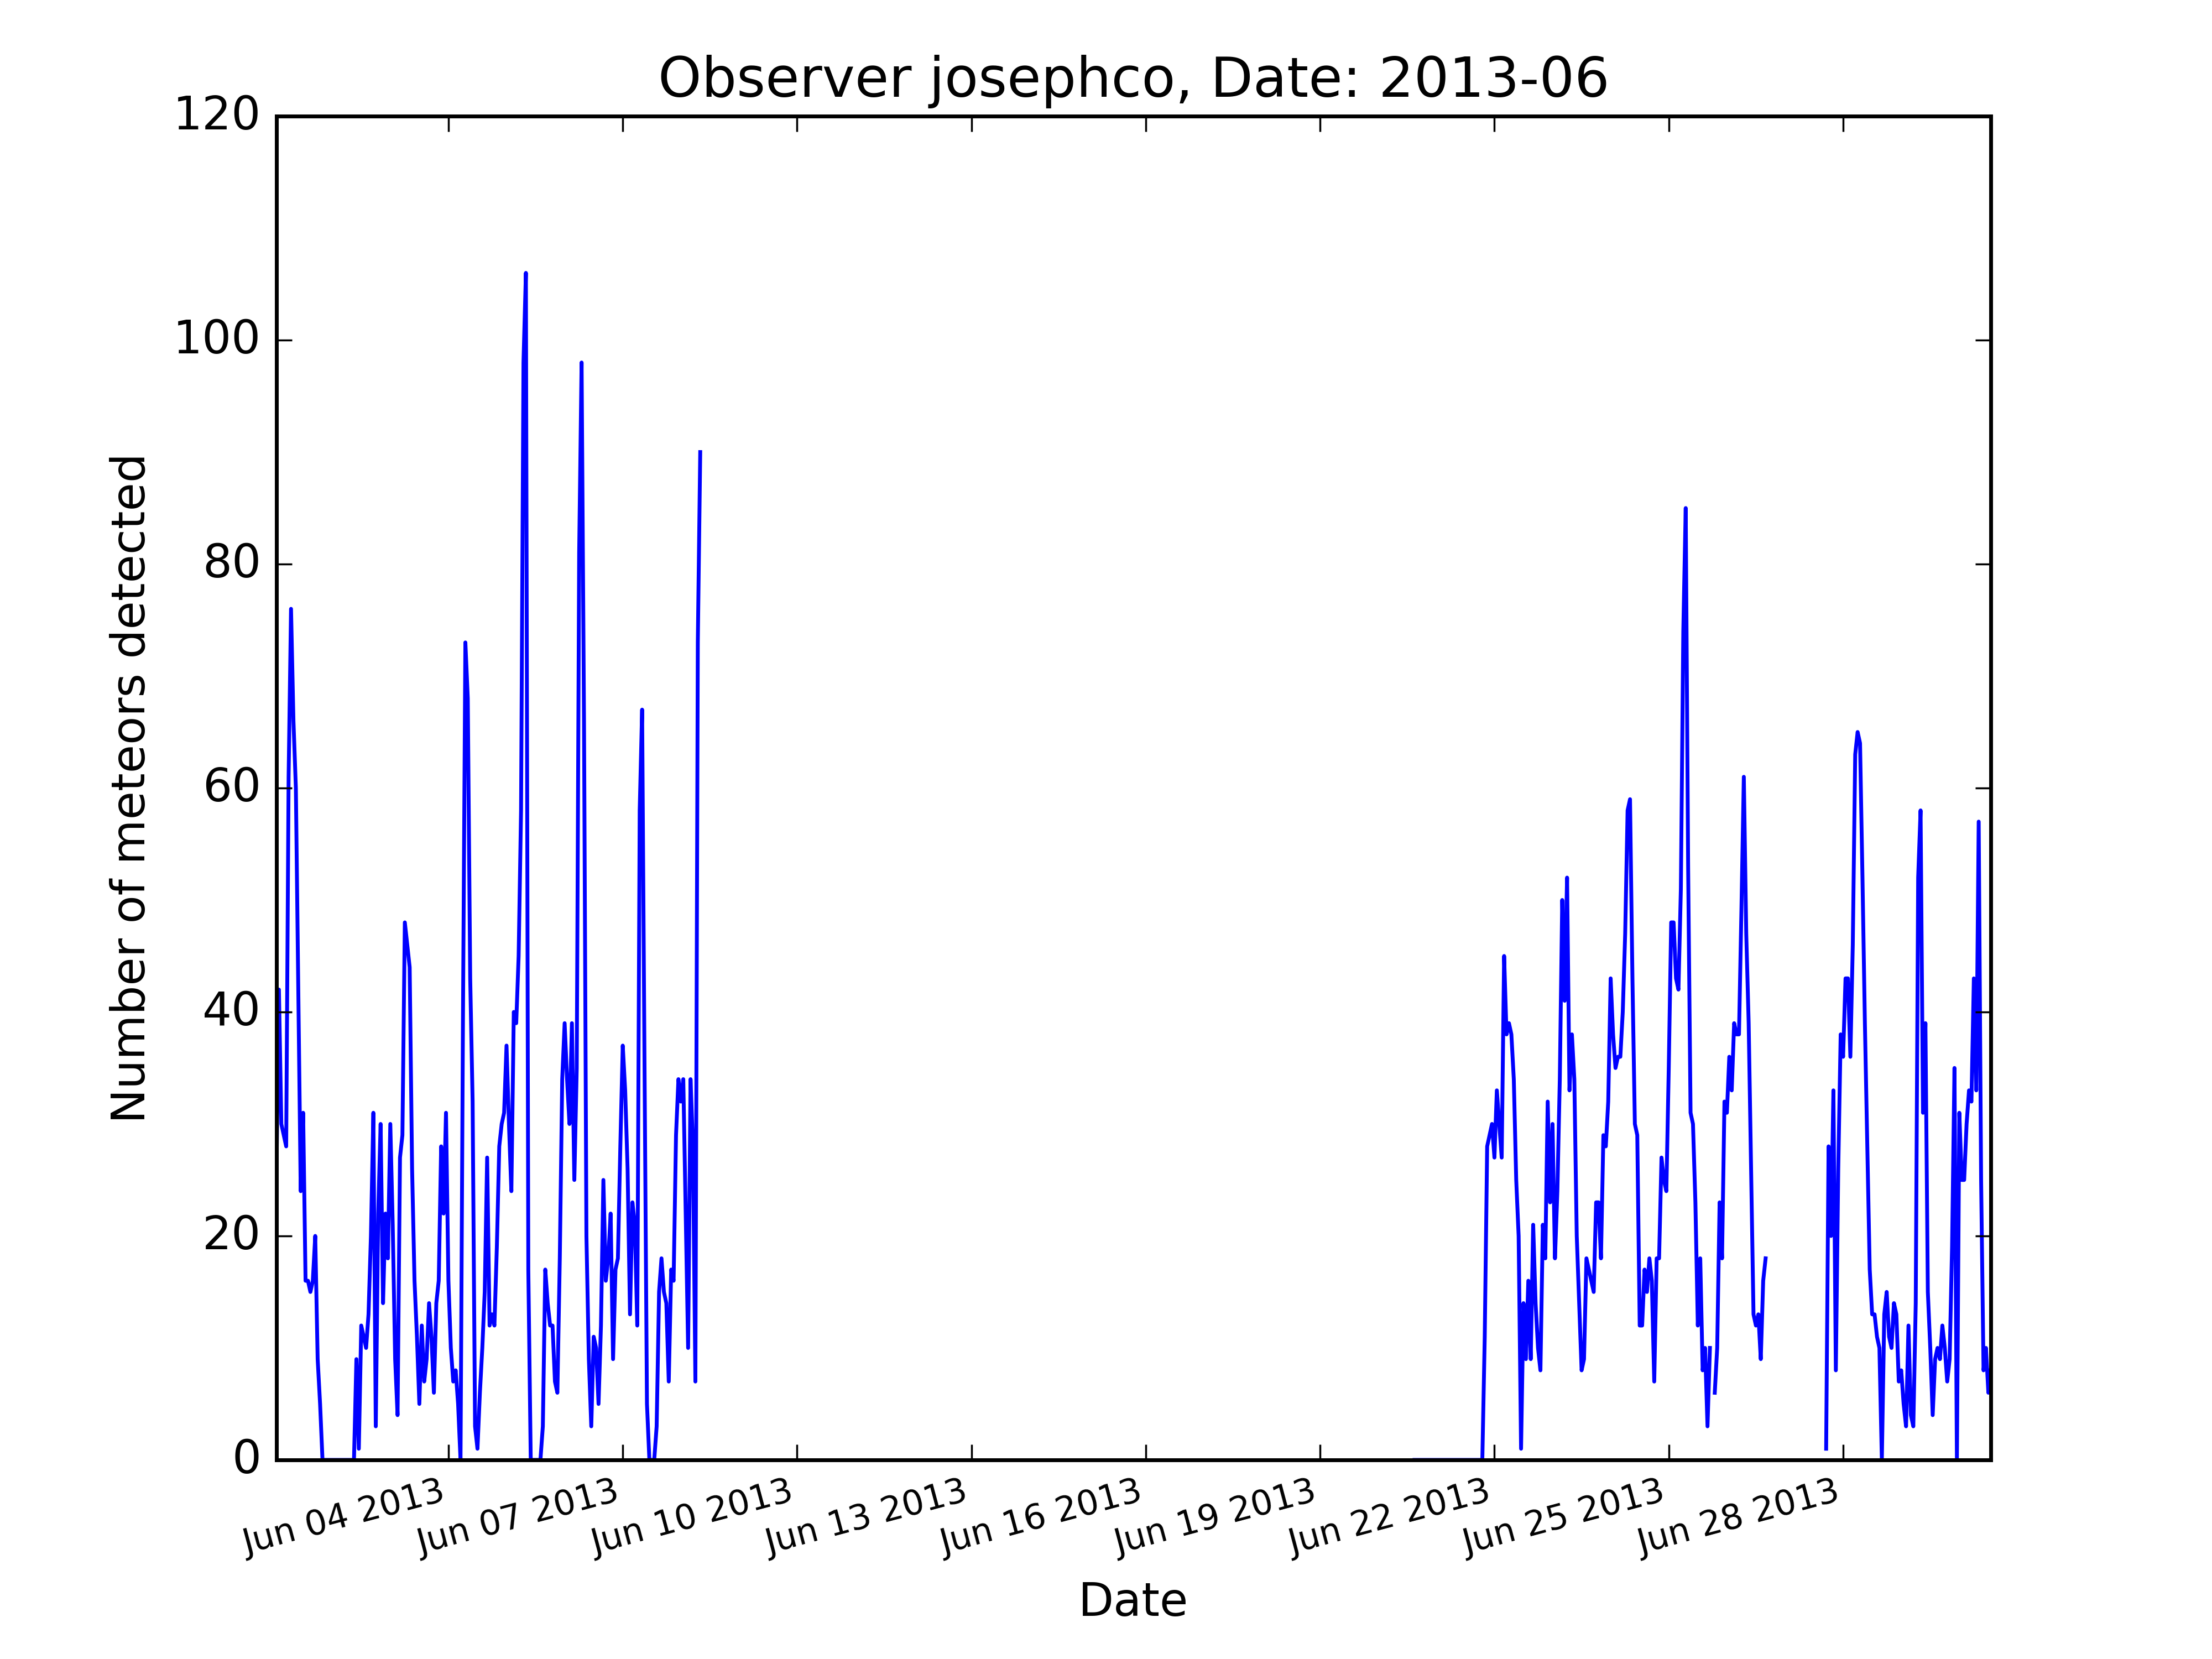 Observer josephco, Date: 2013-06
120
100
80
60
40
20
0
Number of meteors detected
Jun 04 2013
Jun 07 2013
Jun 10 2013
Jun 13 2013
Jun 16 2013
Jun 19 2013
Jun 22 2013
Jun 25 2013
Jun 28 2013
Date